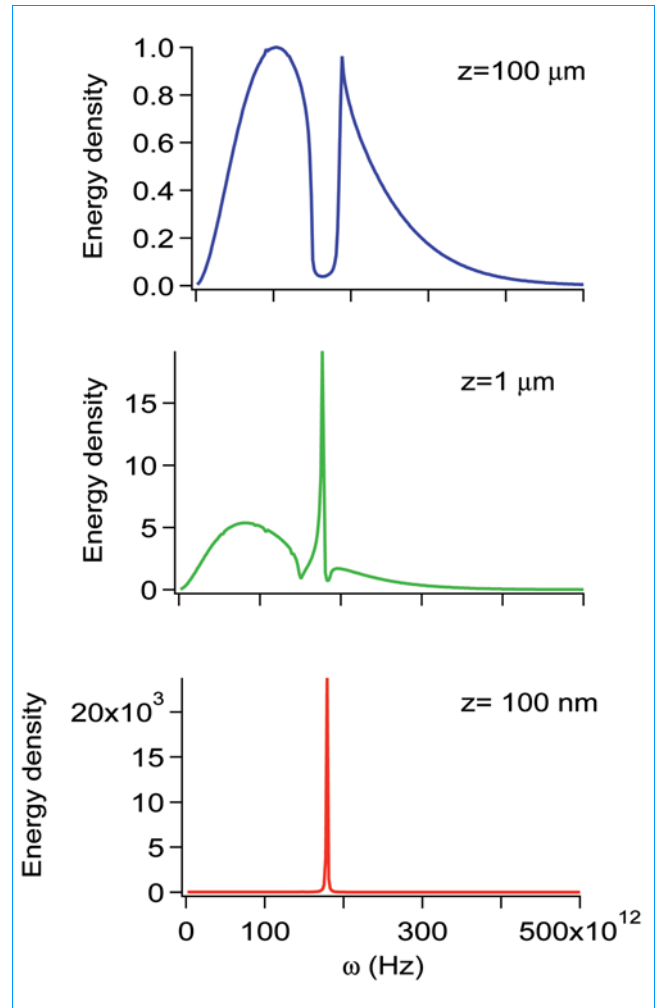 z=100 μm
Energy density
1.0
0.8
0.6
0.4
0.2
0.0
z=1 μm
Energy density
15
10
5
0
z= 100 nm
Energy density
20x10³
15
10
5
0
0 100 300 500x10¹²
ω (Hz)